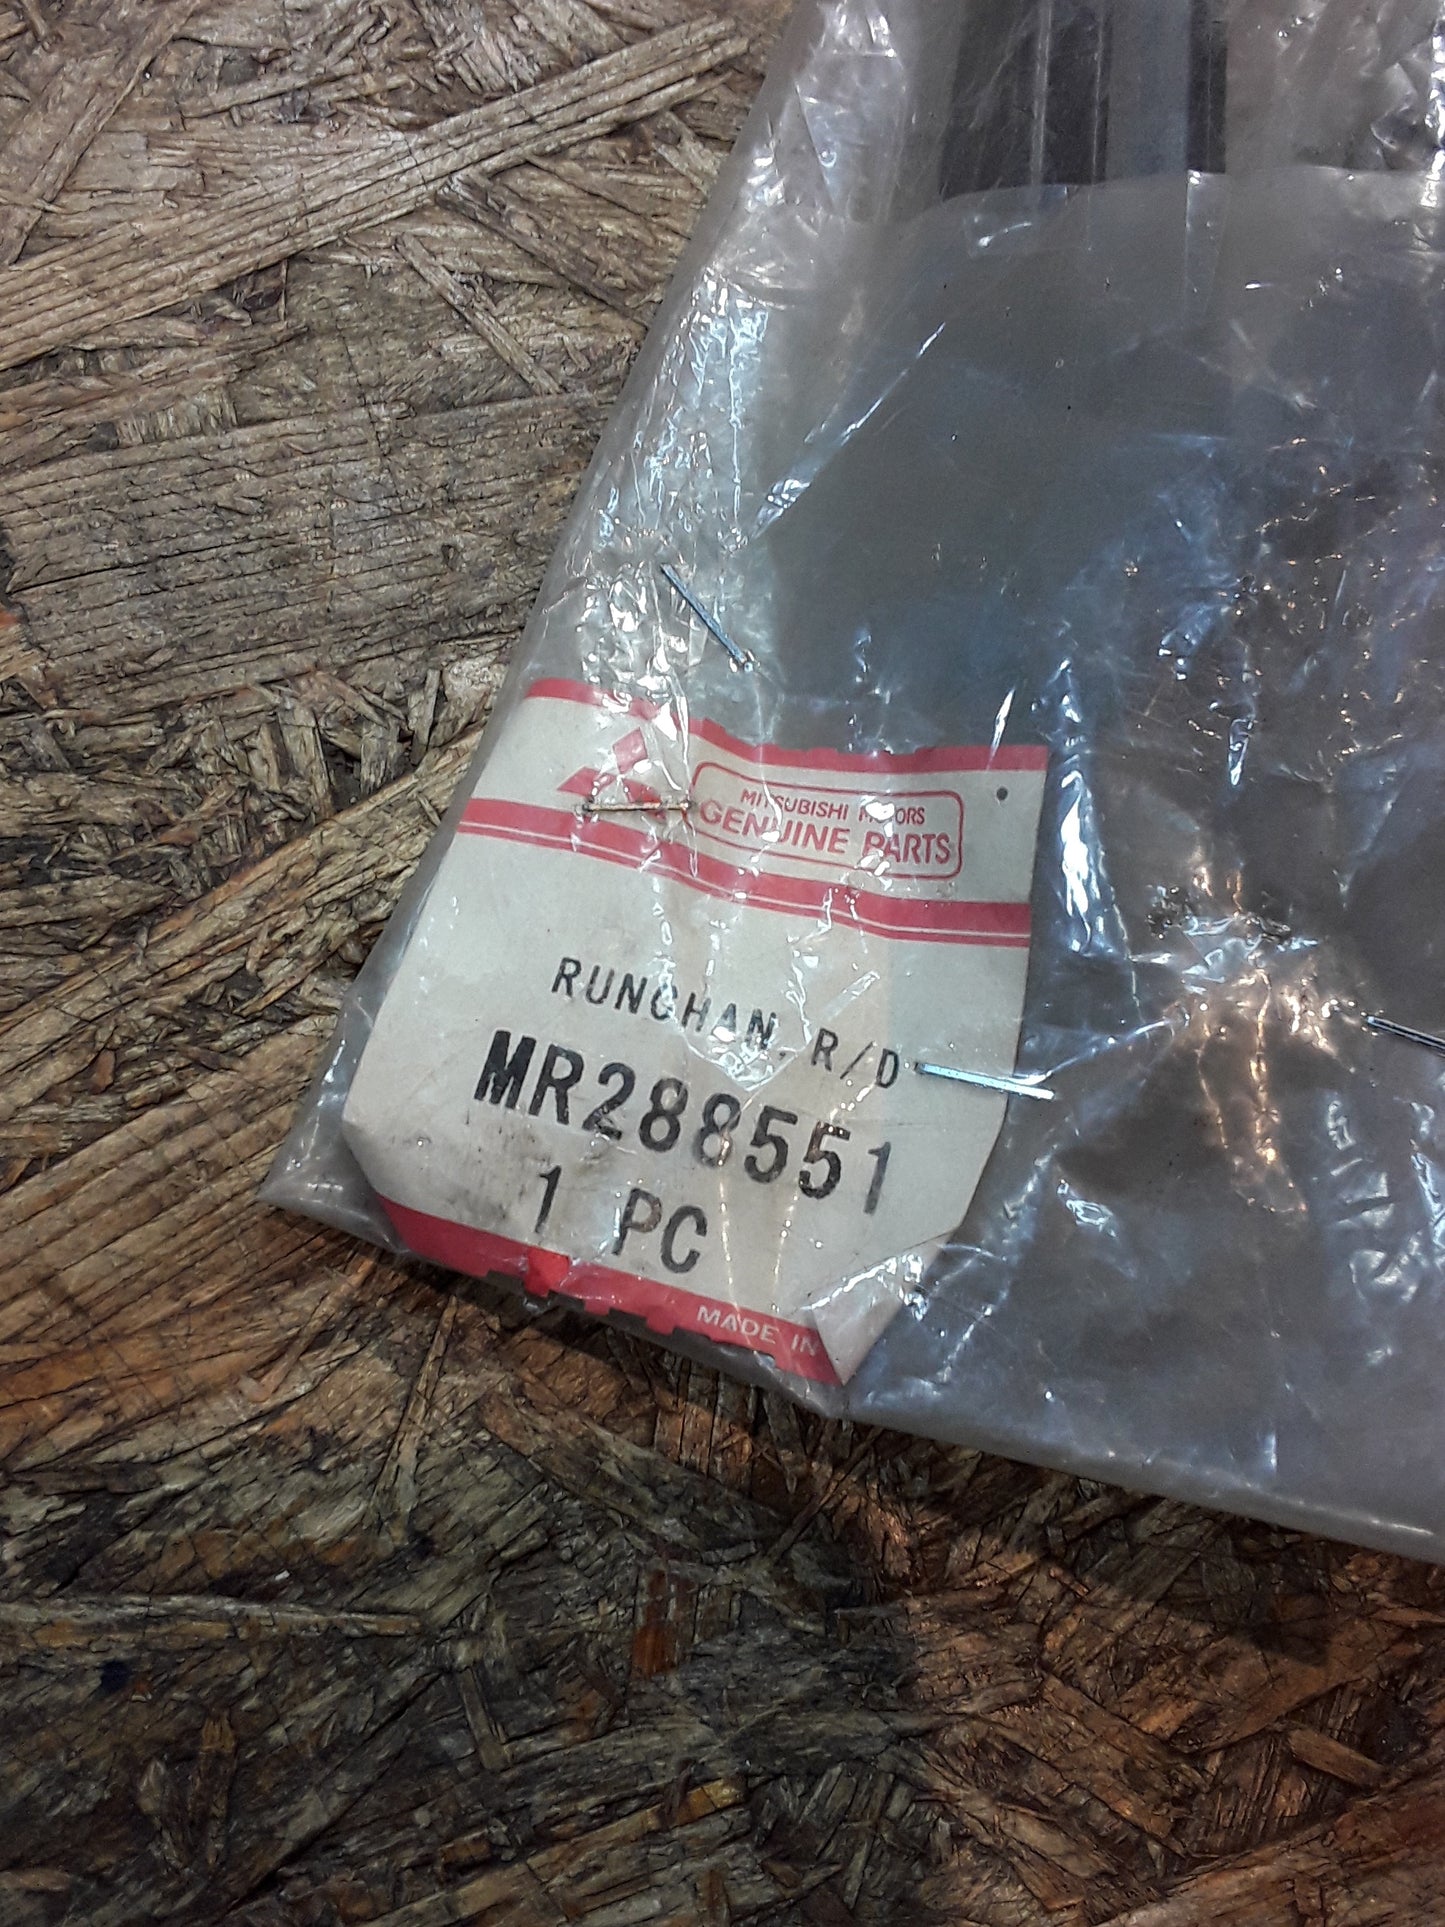 MITSUBISHI MOTORS
GENUINE PARTS
RUNCHAN, R/D
MR288551
1 PC
MADE IN